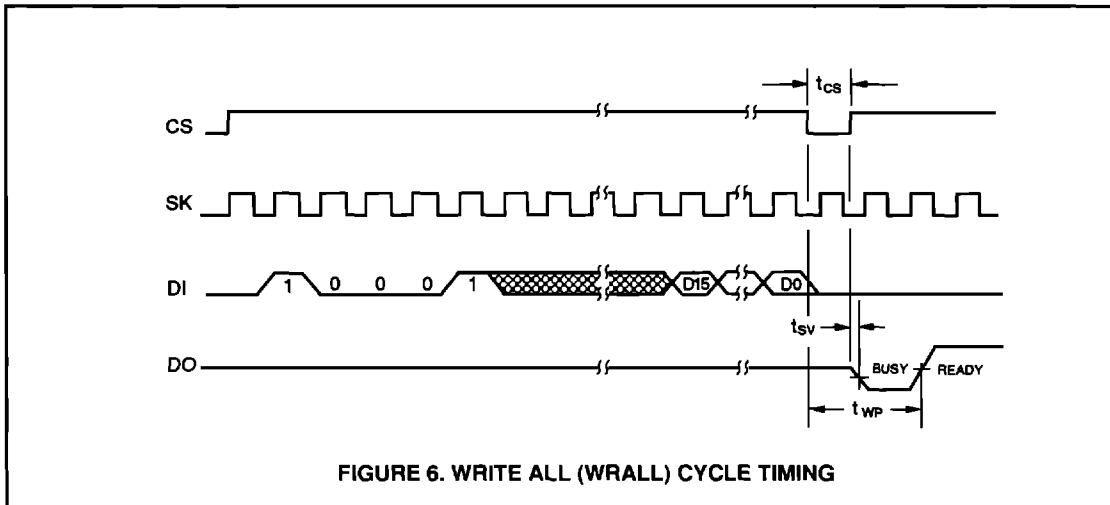 tCS
CS
SK
DI 1 0 0 0 1 D15 D0
tSV
DO BUSY READY
tWP
FIGURE 6. WRITE ALL (WRALL) CYCLE TIMING